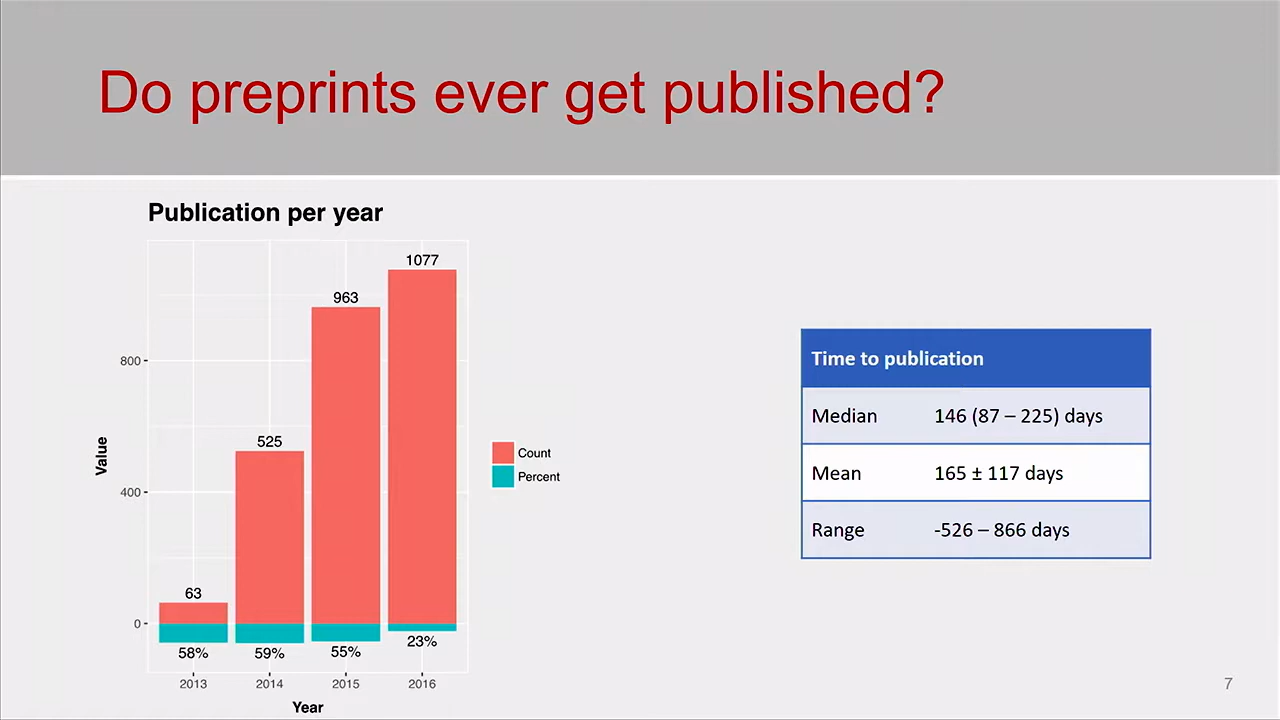 Do preprints ever get published?
Publication per year
1077
963
525
63
800
400
0
Value
58%
59%
55%
23%
2013
2014
2015
2016
Year
Count
Percent
Time to publication
Median 146 (87 – 225) days
Mean 165 ± 117 days
Range -526 – 866 days
7